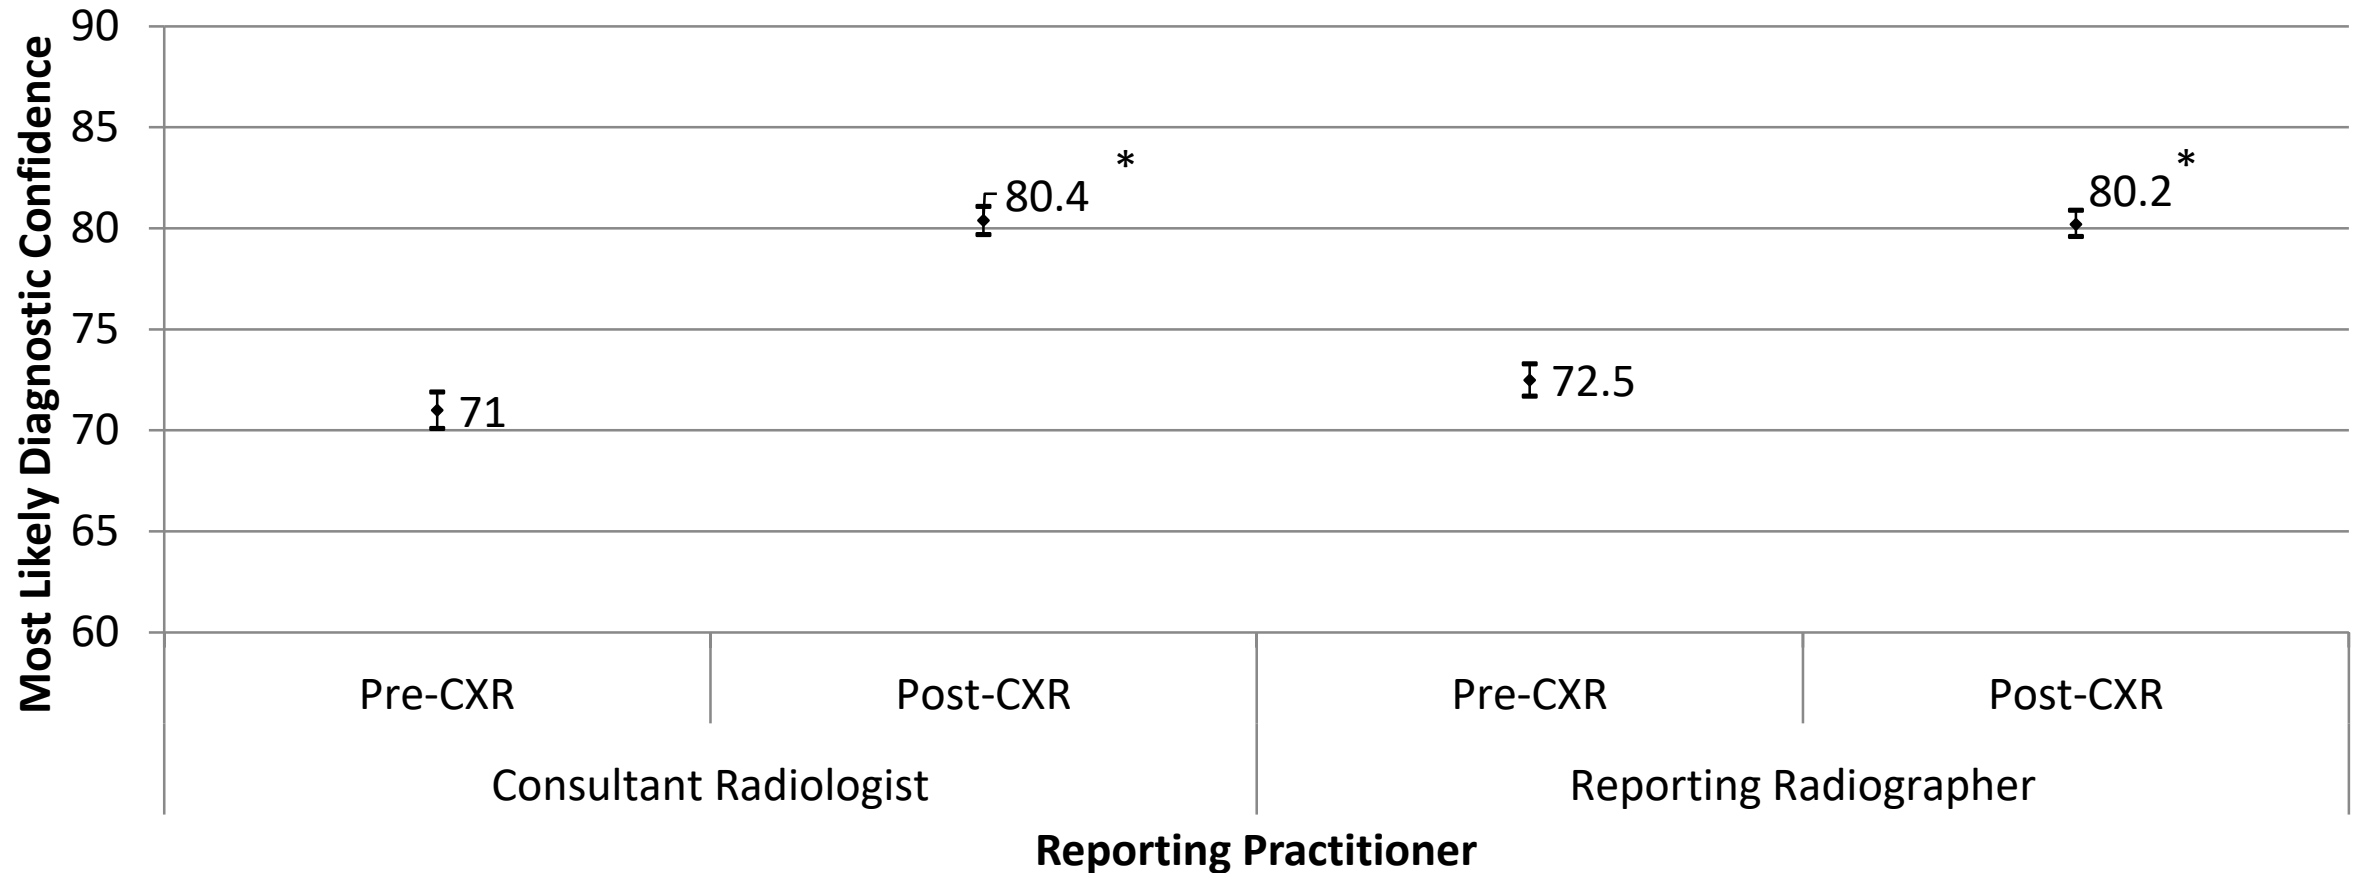 Most Likely Diagnostic Confidence
90
85
80
75
70
65
60
71
80.4
*
72.5
80.2
*
Pre-CXR
Post-CXR
Pre-CXR
Post-CXR
Consultant Radiologist
Reporting Radiographer
Reporting Practitioner